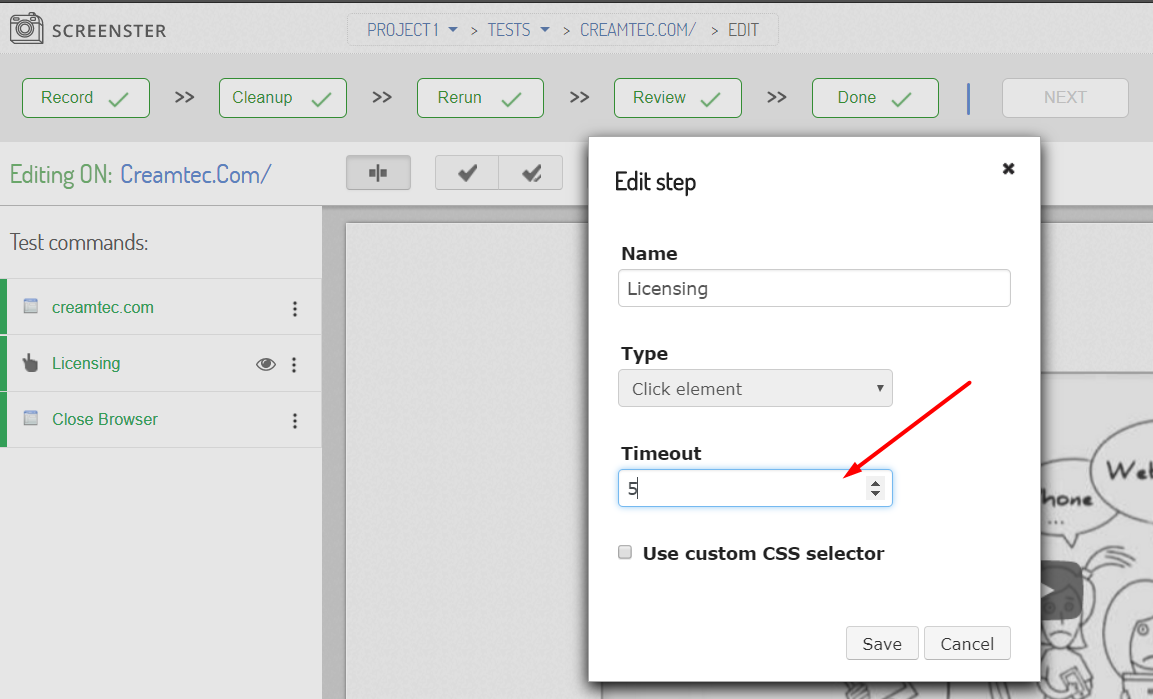 SCREENSTER
PROJECT 1 > TESTS > CREAMTEC.COM/ > EDIT
Record >> Cleanup >> Rerun >> Review >> Done NEXT
Editing ON: Creamtec.Com/
Test commands:
creamtec.com
Licensing
Close Browser
Edit step
Name
Licensing
Type
Click element
Timeout
5
Use custom CSS selector
Save Cancel
hone
...